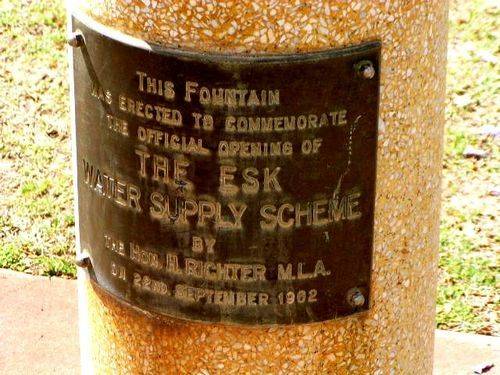 THIS FOUNTAIN
WAS ERECTED TO COMMEMORATE
THE OFFICIAL OPENING OF
THE ESK
WATER SUPPLY SCHEME
BY
THE HON. H. RICHTER M.L.A.
ON 22ND. SEPTEMBER 1962